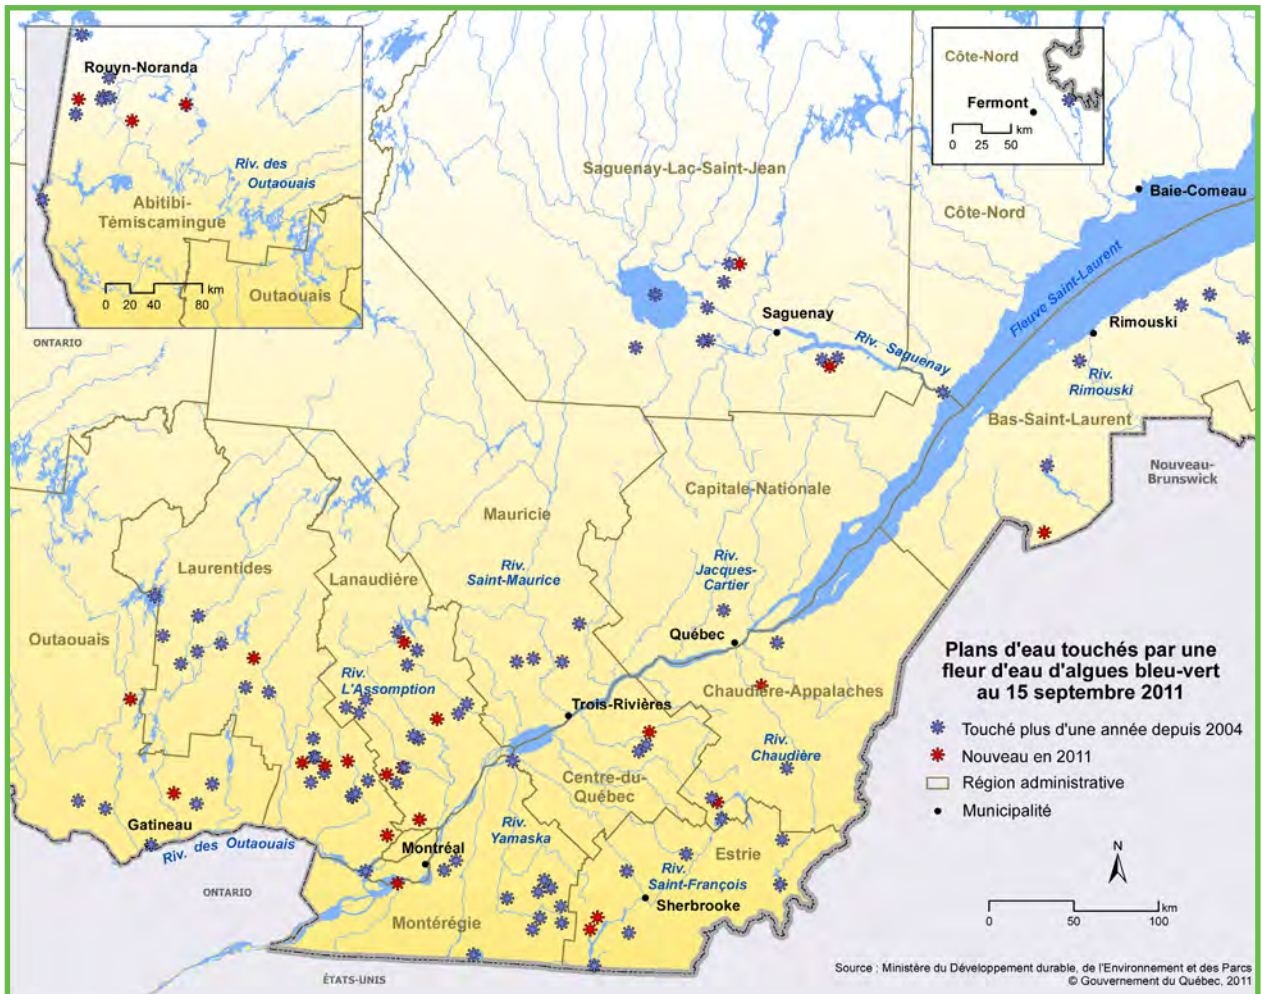 Rouyn-Noranda
Riv. des
Outaouais
Abitibi-
Témiscamingue
Outaouais
km
0 20 40 80
ONTARIO
Côte-Nord
Fermont
0 25 50 km
Saguenay-Lac-Saint-Jean
Côte-Nord
Baie-Comeau
Fleuve Saint-Laurent
Saguenay
Riv. Saguenay
Rimouski
Riv.
Rimouski
Bas-Saint-Laurent
Nouveau-
Brunswick
Capitale-Nationale
Mauricie
Riv.
Saint-Maurice
Riv.
Jacques-
Cartier
Laurentides
Lanaudière
Outaouais
Québec
Riv.
L'Assomption
Chaudière-Appalaches
Trois-Rivières
Riv.
Chaudière
Centre-du-
Québec
Gatineau
Riv. des Outaouais
Riv.
Yamaska
Montréal
Estrie
ONTARIO
Riv.
Saint-François
Sherbrooke
Montérégie
ÉTATS-UNIS
Plans d'eau touchés par une
fleur d'eau d'algues bleu-vert
au 15 septembre 2011
Touché plus d'une année depuis 2004
Nouveau en 2011
Région administrative
Municipalité
N
km
0 50 100
Source : Ministère du Développement durable, de l'Environnement et des Parcs
© Gouvernement du Québec, 2011